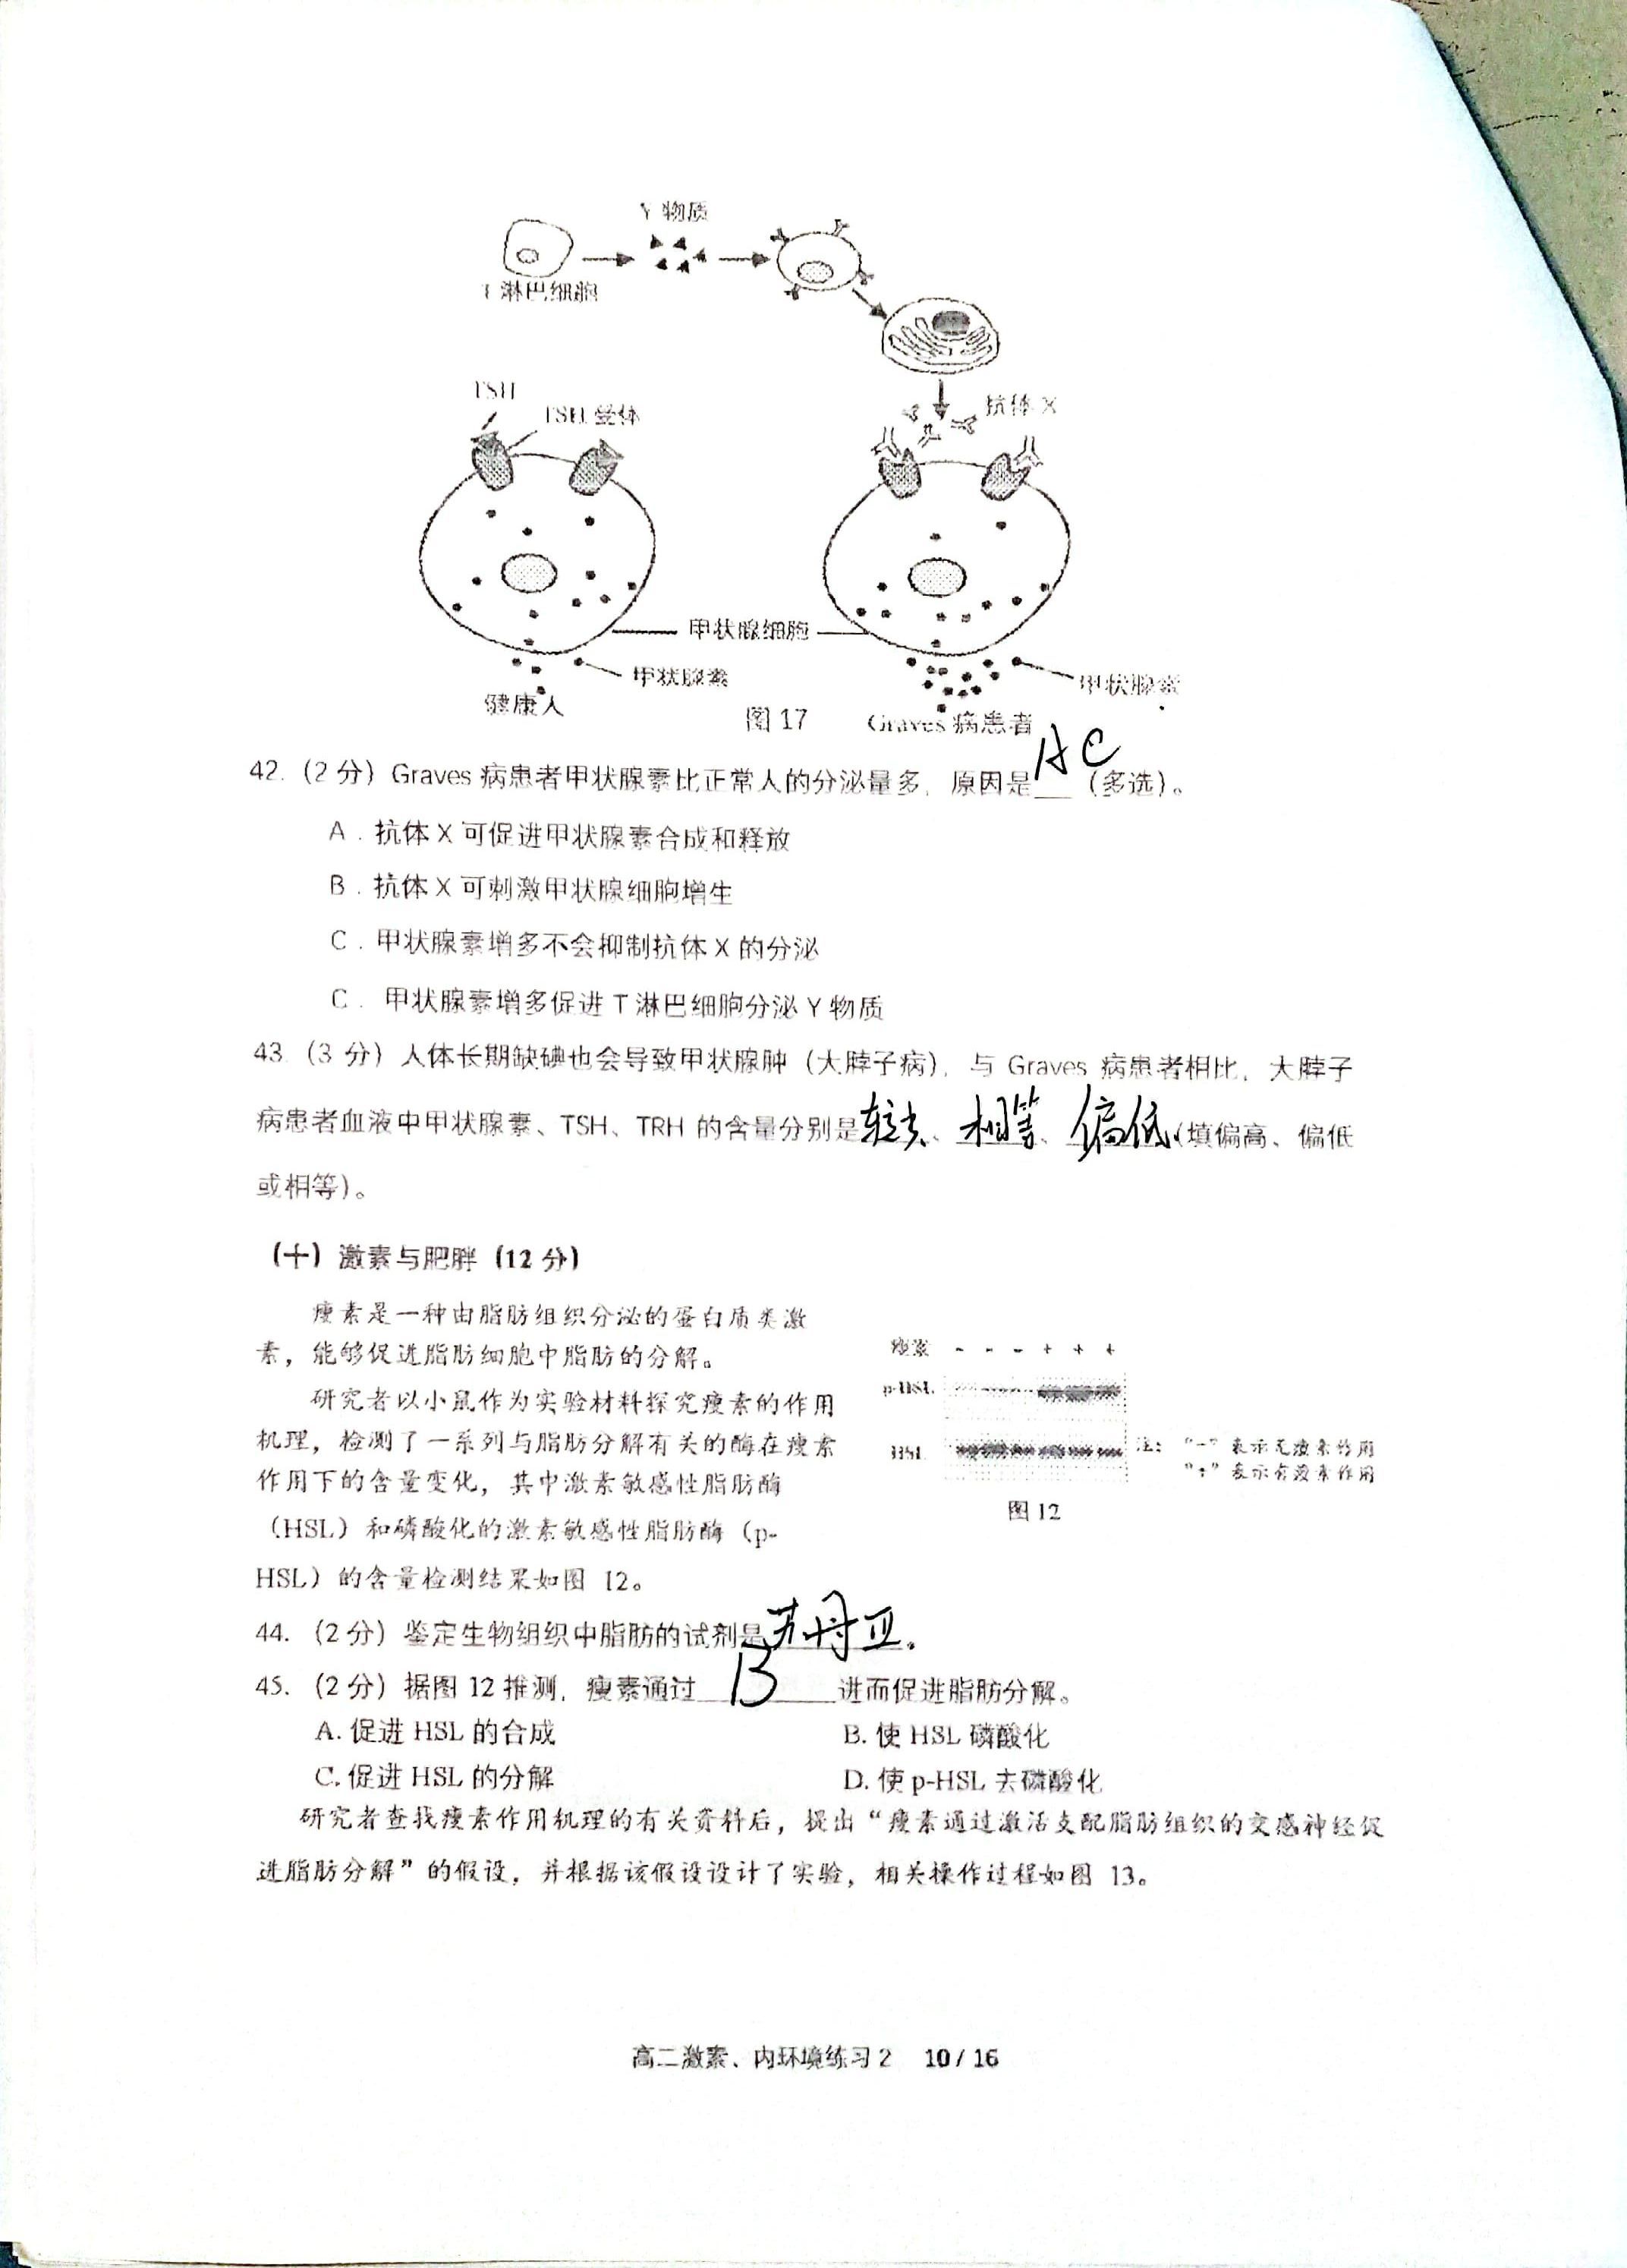 Y 物质
淋巴细胞
TSH
TSH 受体
抗体 X
甲状腺细胞
甲状腺素
甲状腺素
健康人
图 17
Graves 病患者
AC
42.（2 分）Graves 病患者甲状腺素比正常人的分泌量多，原因是__（多选）。
A．抗体 X 可促进甲状腺素合成和释放
B．抗体 X 可刺激甲状腺细胞增生
C．甲状腺素增多不会抑制抗体 X 的分泌
C．甲状腺素增多促进 T 淋巴细胞分泌 Y 物质
43.（3 分）人体长期缺碘也会导致甲状腺肿（大脖子病），与 Graves 病患者相比，大脖子
病患者血液中甲状腺素、TSH、TRH 的含量分别是 、相等、偏低（填偏高、偏低
或相等）。
（十）激素与肥胖（12 分）
瘦素是一种由脂肪组织分泌的蛋白质类激
素，能够促进脂肪细胞中脂肪的分解。
研究者以小鼠作为实验材料探究瘦素的作用
机理，检测了一系列与脂肪分解有关的酶在瘦素
作用下的含量变化，其中激素敏感性脂肪酶
（HSL）和磷酸化的激素敏感性脂肪酶（p-
HSL）的含量检测结果如图 12。
瘦素 - - - + + +
p-HSL
HSL
注：“-”表示无瘦素作用
“+”表示有瘦素作用
图 12
44.（2 分）鉴定生物组织中脂肪的试剂是苏丹Ⅲ。
45.（2 分）据图 12 推测，瘦素通过 B 进而促进脂肪分解。
A. 促进 HSL 的合成 B. 使 HSL 磷酸化
C. 促进 HSL 的分解 D. 使 p-HSL 去磷酸化
研究者查找瘦素作用机理的有关资料后，提出“瘦素通过激活支配脂肪组织的交感神经促
进脂肪分解”的假设，并根据该假设设计了实验，相关操作过程如图 13。
高二激素、内环境练习 2 10 / 16